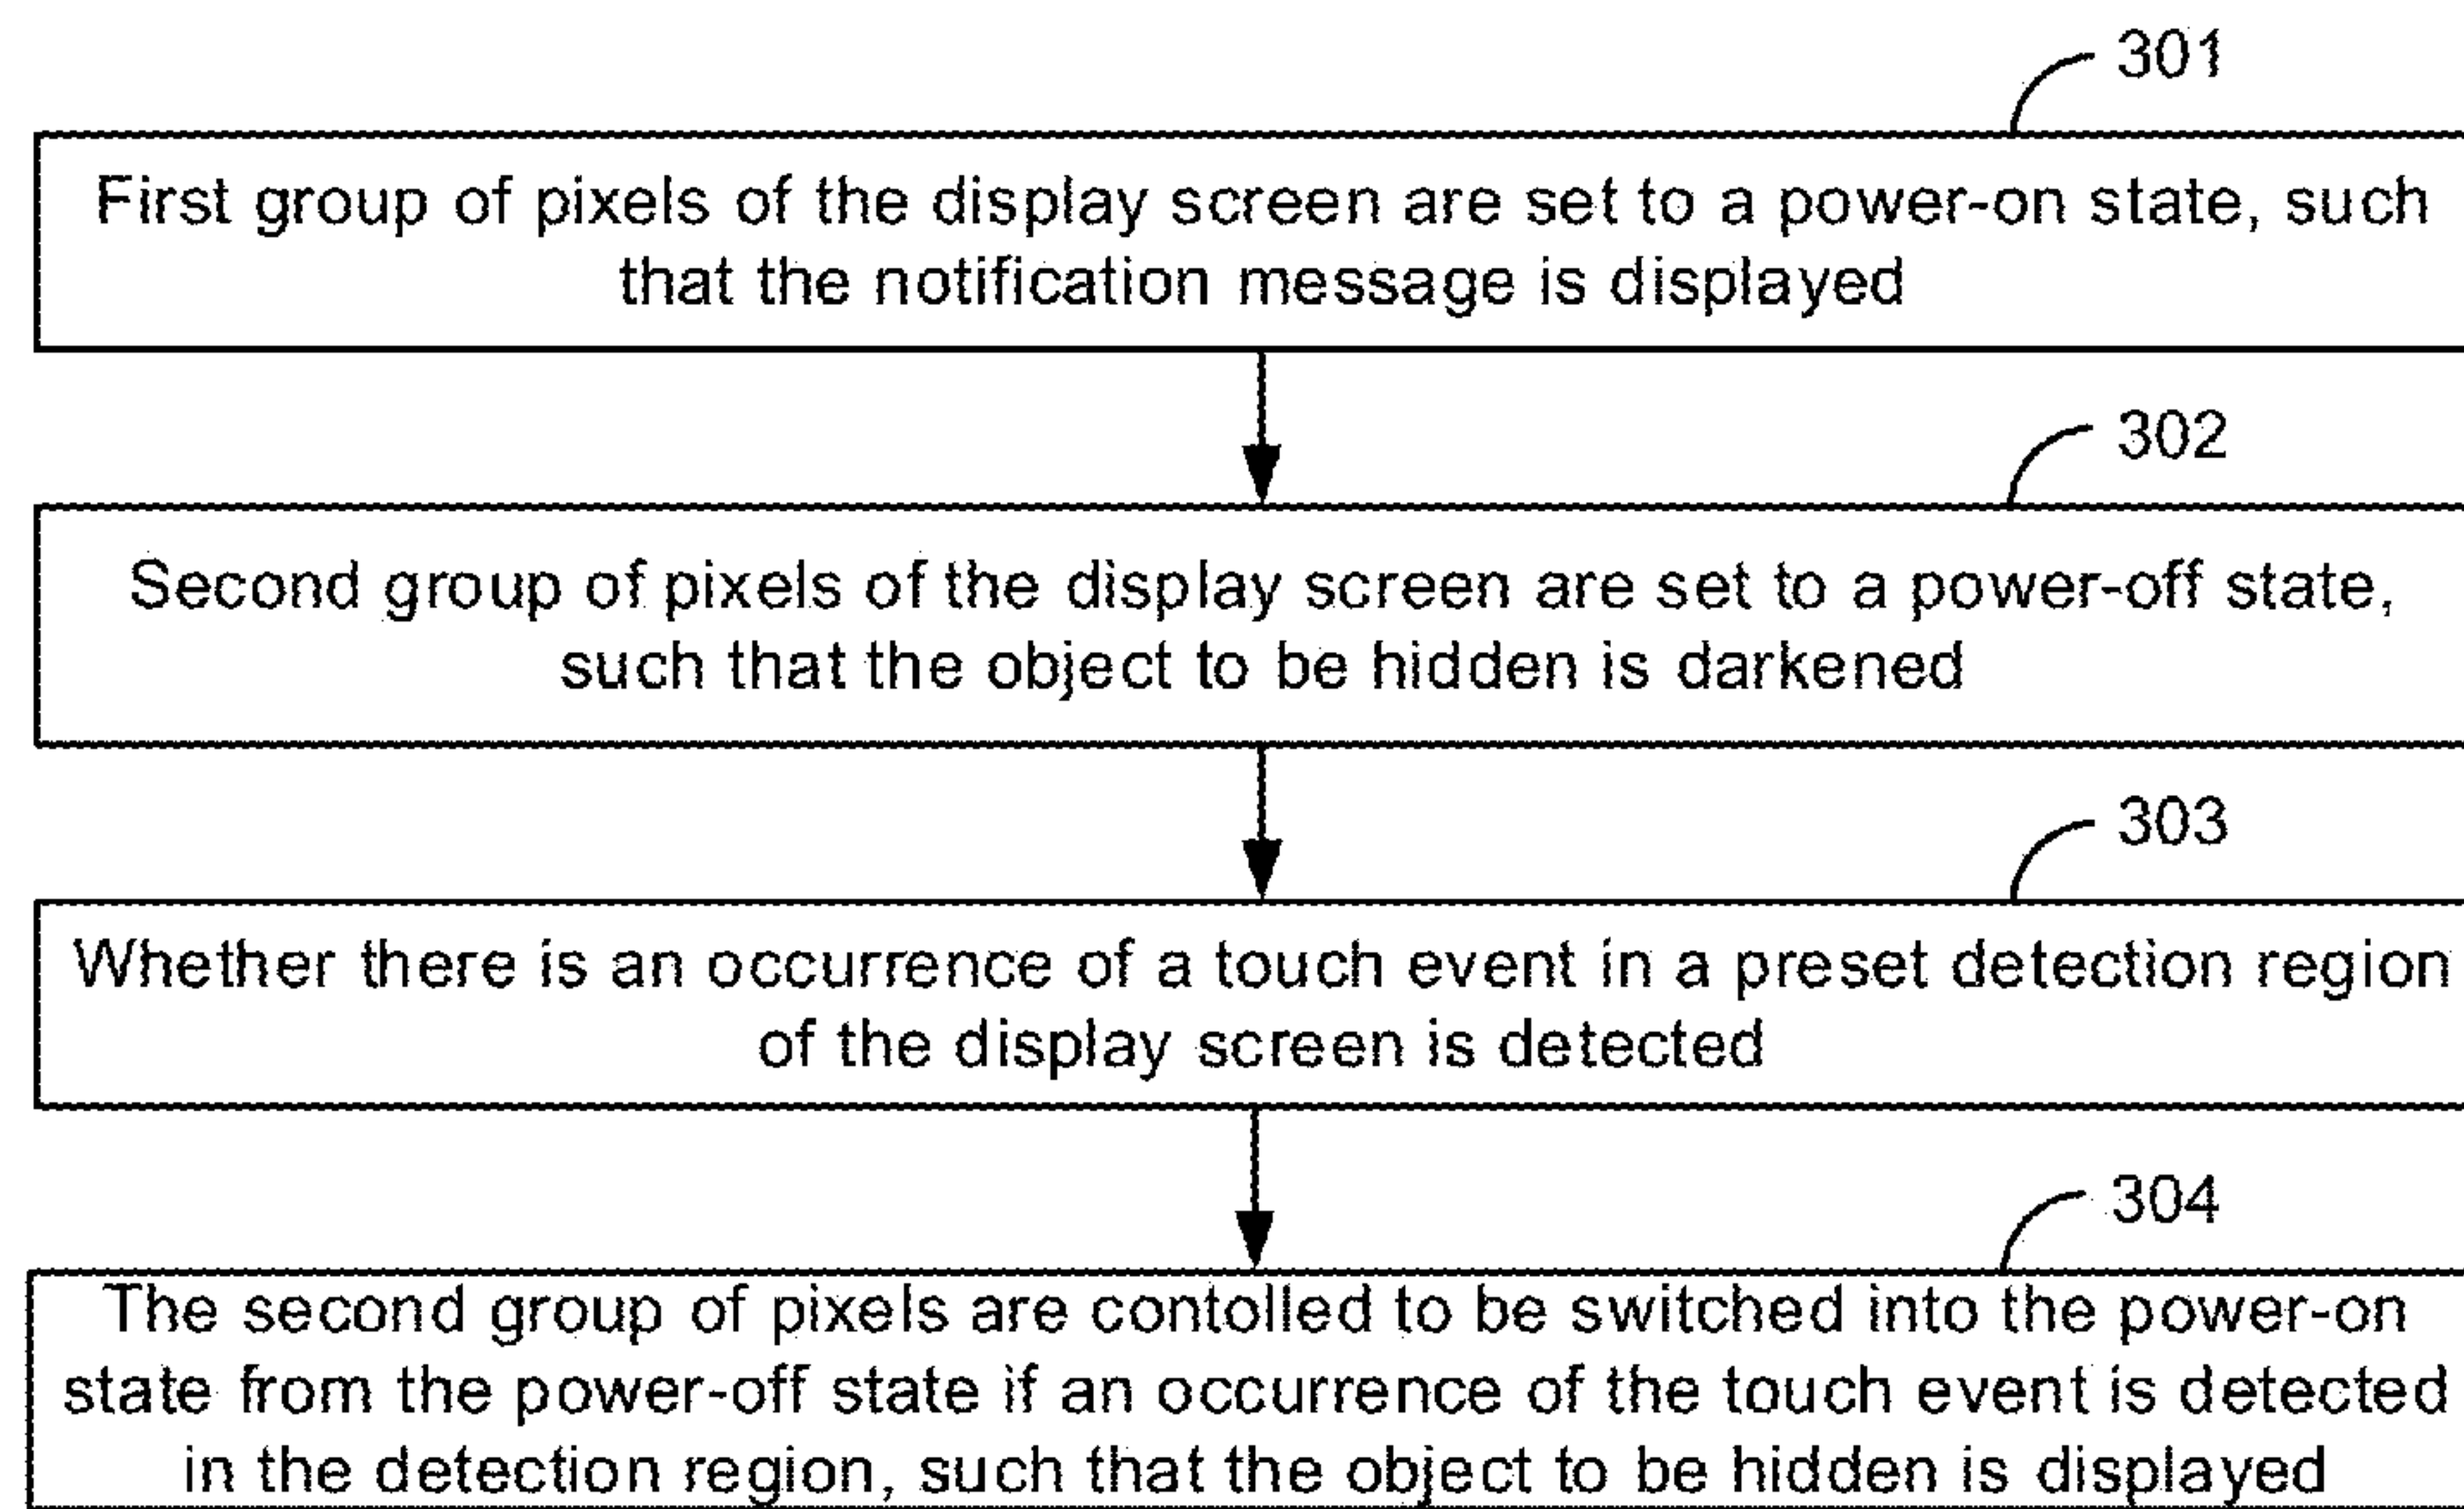 301
First group of pixels of the display screen are set to a power-on state, such
that the notification message is displayed
302
Second group of pixels of the display screen are set to a power-off state,
such that the object to be hidden is darkened
303
Whether there is an occurrence of a touch event in a preset detection region
of the display screen is detected
304
The second group of pixels are contolled to be switched into the power-on
state from the power-off state if an occurrence of the touch event is detected
in the detection region, such that the object to be hidden is displayed